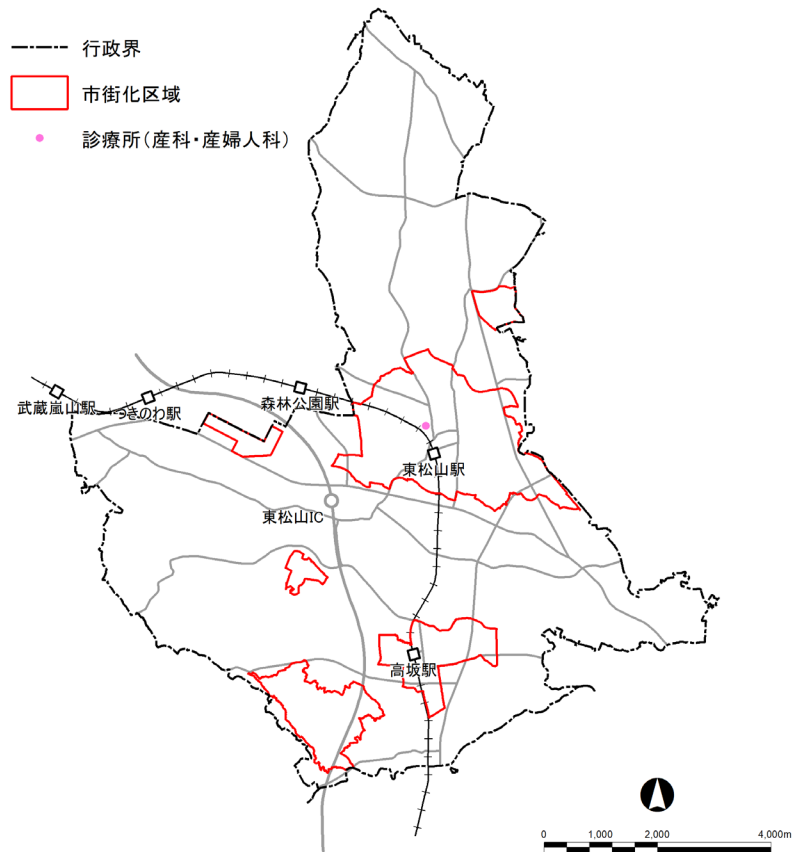 行政界
市街化区域
診療所(産科・産婦人科)
武蔵嵐山駅
つきのわ駅
森林公園駅
東松山駅
東松山IC
高坂駅
0 1,000 2,000 4,000m